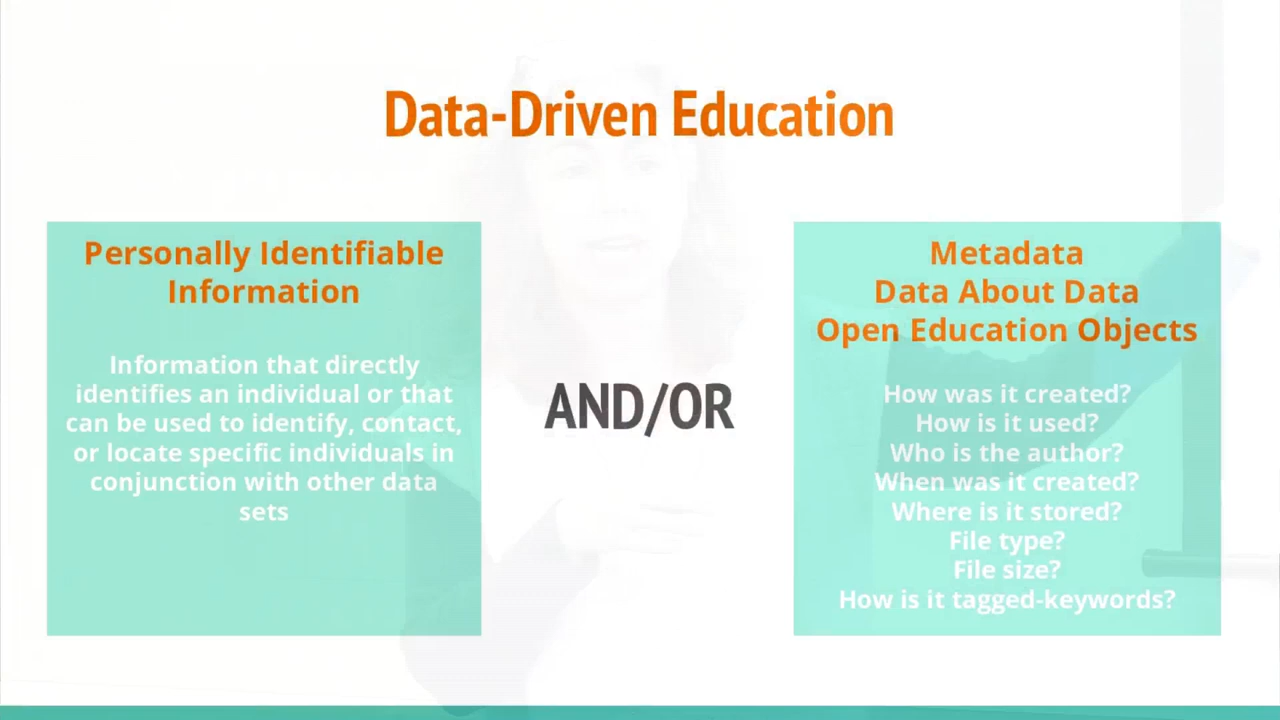 Data-Driven Education
Personally Identifiable
Information
Information that directly
identifies an individual or that
can be used to identify, contact,
or locate specific individuals in
conjunction with other data
sets
AND/OR
Metadata
Data About Data
Open Education Objects
How was it created?
How is it used?
Who is the author?
When was it created?
Where is it stored?
File type?
File size?
How is it tagged-keywords?